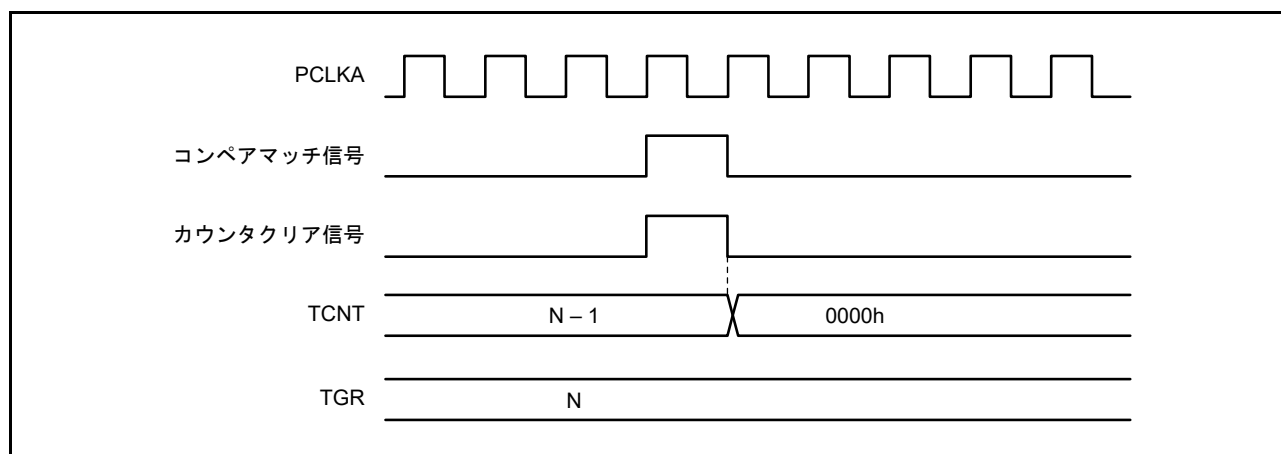 PCLKA
コンペアマッチ信号
カウンタクリア信号
TCNT N – 1 0000h
TGR N